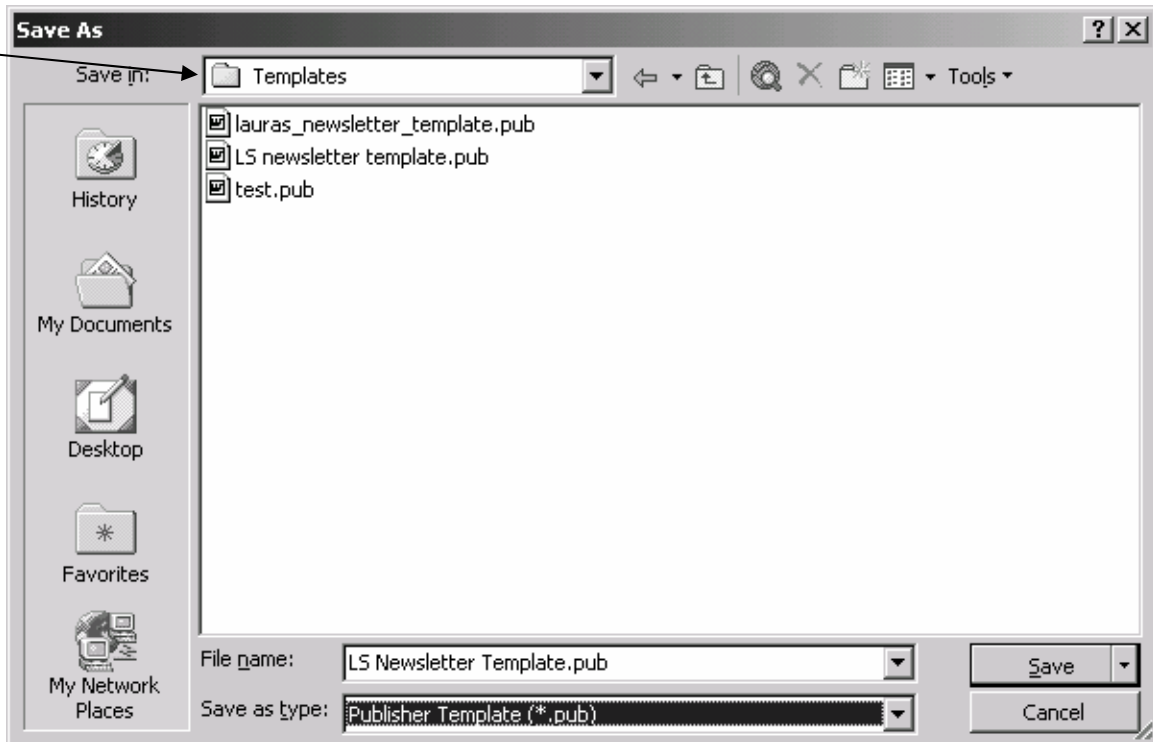 Save As
Save in:
Templates
Tools
lauras_newsletter_template.pub
LS newsletter template.pub
test.pub
History
My Documents
Desktop
Favorites
My Network
Places
File name:
LS Newsletter Template.pub
Save
Save as type:
Publisher Template (*.pub)
Cancel